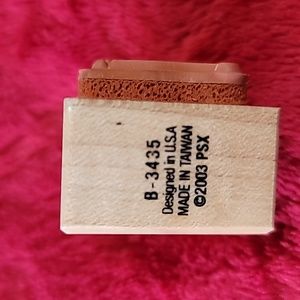 B-3435
Designed in U.S.A
MADE IN TAIWAN
©2003 PSX